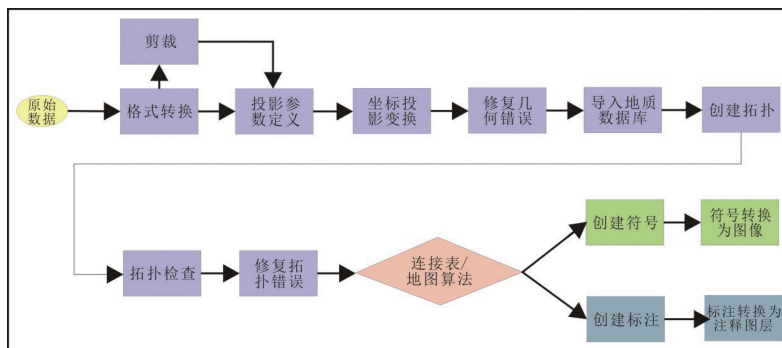 剪裁
原始
数据
格式转换
投影参
数定义
坐标投
影变换
修复几
何错误
导入地质
数据库
创建拓扑
拓扑检查
修复拓
扑错误
连接表/
地图算法
创建符号
符号转换
为图像
创建标注
标注转换为
注释图层